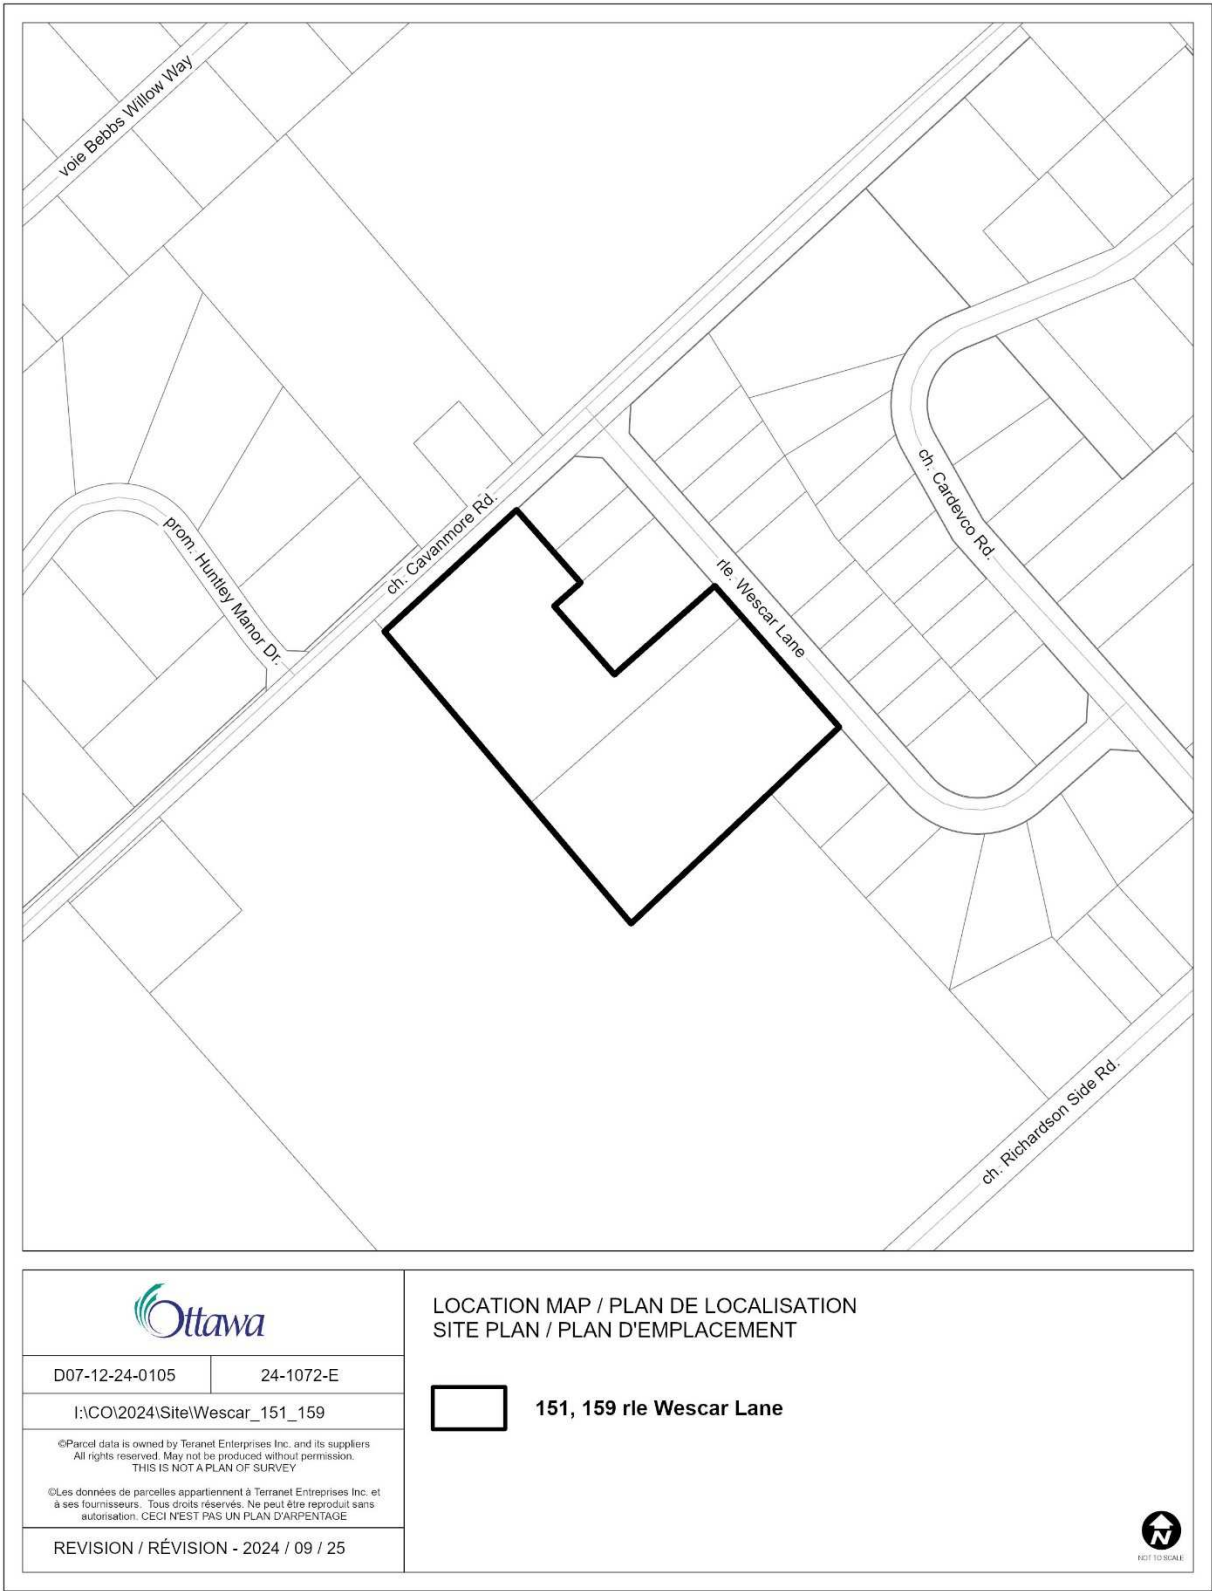 voie Bebbs Willow Way
ch. Cavanmore Rd.
prom. Huntley Manor Dr.
rle. Wescar Lane
ch. Cardevco Rd.
ch. Richardson Side Rd.
Ottawa
D07-12-24-0105
24-1072-E
I:\CO\2024\Site\Wescar_151_159
©Parcel data is owned by Teranet Enterprises Inc. and its suppliers
All rights reserved. May not be produced without permission.
THIS IS NOT A PLAN OF SURVEY
©Les données de parcelles appartiennent à Terranet Entreprises Inc. et
à ses fournisseurs. Tous droits réservés. Ne peut être reproduit sans
autorisation. CECI N'EST PAS UN PLAN D'ARPENTAGE
REVISION / RÉVISION - 2024 / 09 / 25
LOCATION MAP / PLAN DE LOCALISATION
SITE PLAN / PLAN D'EMPLACEMENT
151, 159 rle Wescar Lane
N
NOT TO SCALE